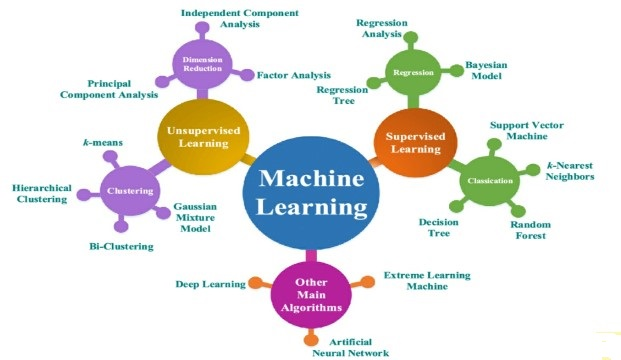 Independent Component
Analysis
Dimension
Reduction
Factor Analysis
Principal
Component Analysis
Unsupervised
Learning
k-means
Clustering
Hierarchical
Clustering
Gaussian
Mixture
Model
Bi-Clustering
Machine
Learning
Regression
Analysis
Regression
Bayesian
Model
Regression
Tree
Supervised
Learning
Support Vector
Machine
k-Nearest
Neighbors
Classication
Decision
Tree
Random
Forest
Deep Learning
Other
Main
Algorithms
Extreme Learning
Machine
Artificial
Neural Network